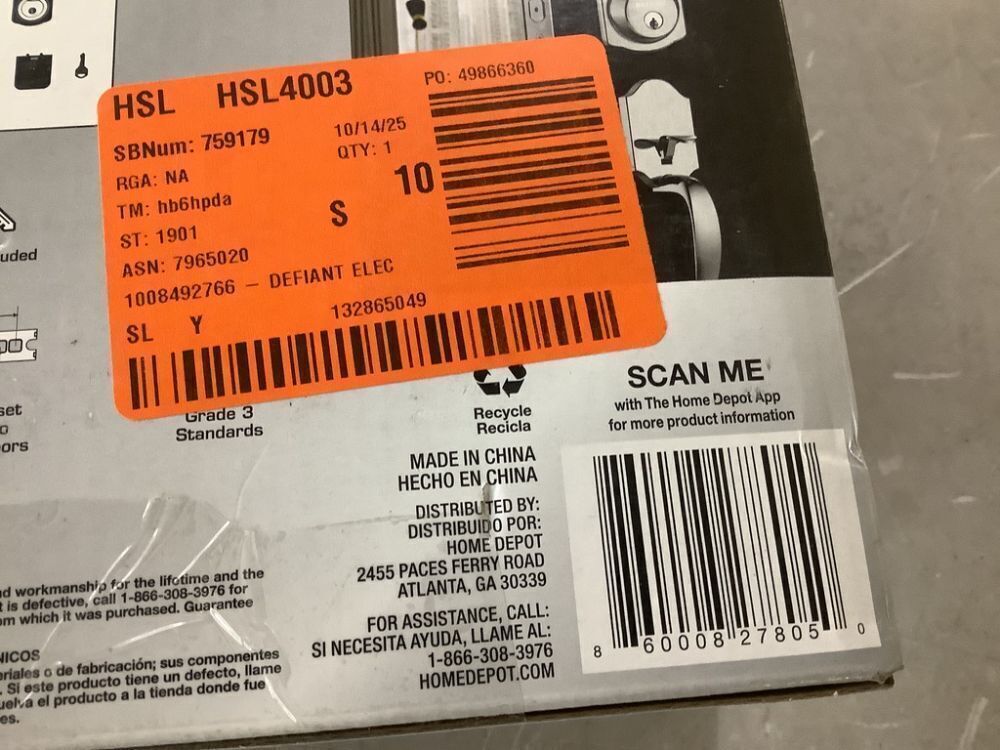 HSL HSL4003
PO: 49866360
SBNum: 759179
10/14/25
QTY: 1
RGA: NA
10
TM: hb6hpda
S
ST: 1901
ASN: 7965020
1008492766 – DEFIANT ELEC
SL Y 132865049
uded
set
o
ors
Grade 3
Standards
Recycle
Recicla
SCAN ME
with The Home Depot App
for more product information
MADE IN CHINA
HECHO EN CHINA
DISTRIBUTED BY:
DISTRIBUIDO POR:
HOME DEPOT
2455 PACES FERRY ROAD
ATLANTA, GA 30339
FOR ASSISTANCE, CALL:
SI NECESITA AYUDA, LLAME AL:
1-866-308-3976
HOMEDEPOT.COM
8 60008 27805 0
d workmanship for the lifetime and the
t is defective, call 1-866-308-3976 for
m which it was purchased. Guarantee
NICOS
eriales o de fabricación; sus componentes
. Si este producto tiene un defecto, llame
uelva el producto a la tienda donde fue
es.